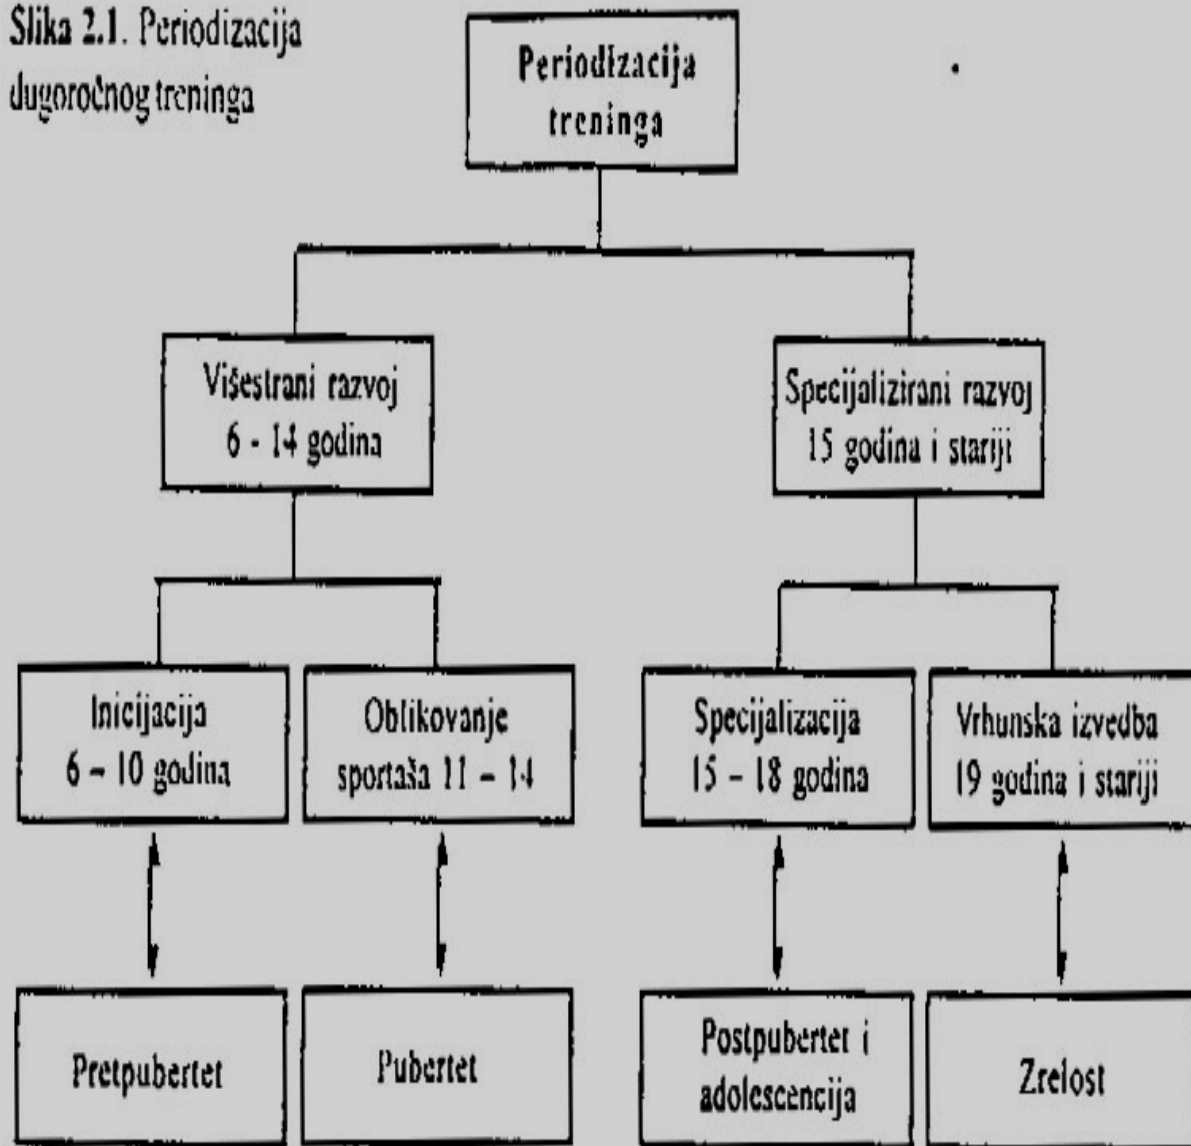 Slika 2.1. Periodizacija
dugoročnog treninga
Periodizacija
treninga
Višestrani razvoj
6 - 14 godina
Specijalizirani razvoj
15 godina i stariji
Inicijacija
6 – 10 godina
Oblikovanje
sportaša 11 – 14
Specijalizacija
15 – 18 godina
Vrhunska izvedba
19 godina i stariji
Pretpubertet
Pubertet
Postpubertet i
adolescencija
Zrelost